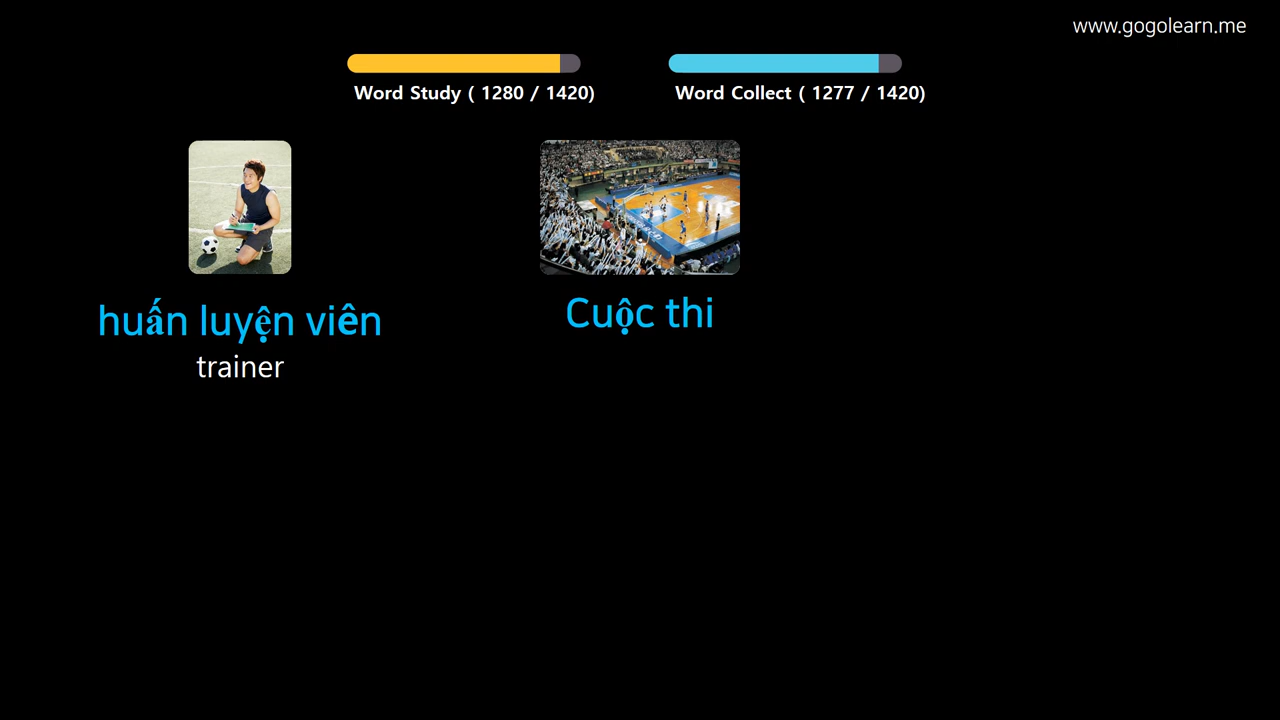 www.gogolearn.me
Word Study ( 1280 / 1420)
Word Collect ( 1277 / 1420)
huấn luyện viên
trainer
Cuộc thi